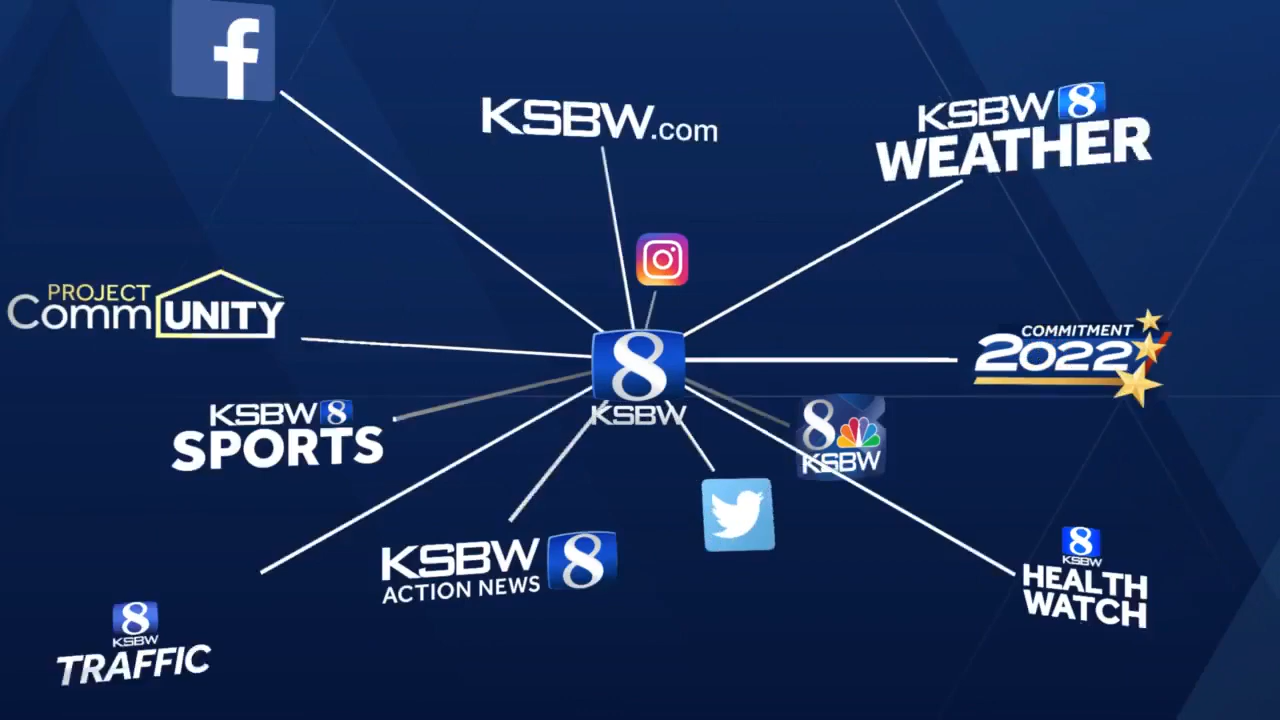 f
KSBW.com
KSBW 8
WEATHER
PROJECT
CommUNITY
8
KSBW
COMMITMENT
2022
KSBW 8
SPORTS
8
KSBW
KSBW 8
ACTION NEWS
8
KSBW
HEALTH
WATCH
8
KSBW
TRAFFIC